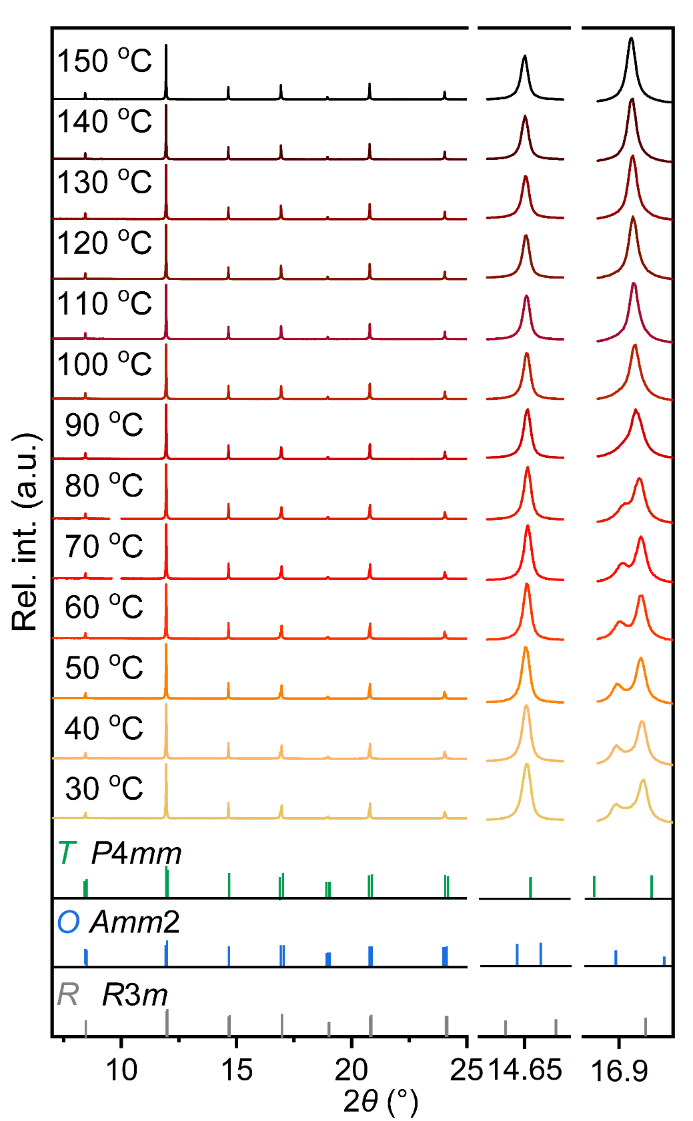 150 °C
140 °C
130 °C
120 °C
110 °C
100 °C
90 °C
80 °C
70 °C
60 °C
50 °C
40 °C
30 °C
T P4mm
O Amm2
R R3m
Rel. int. (a.u.)
10 15 20 25 14.65 16.9
2θ (°)